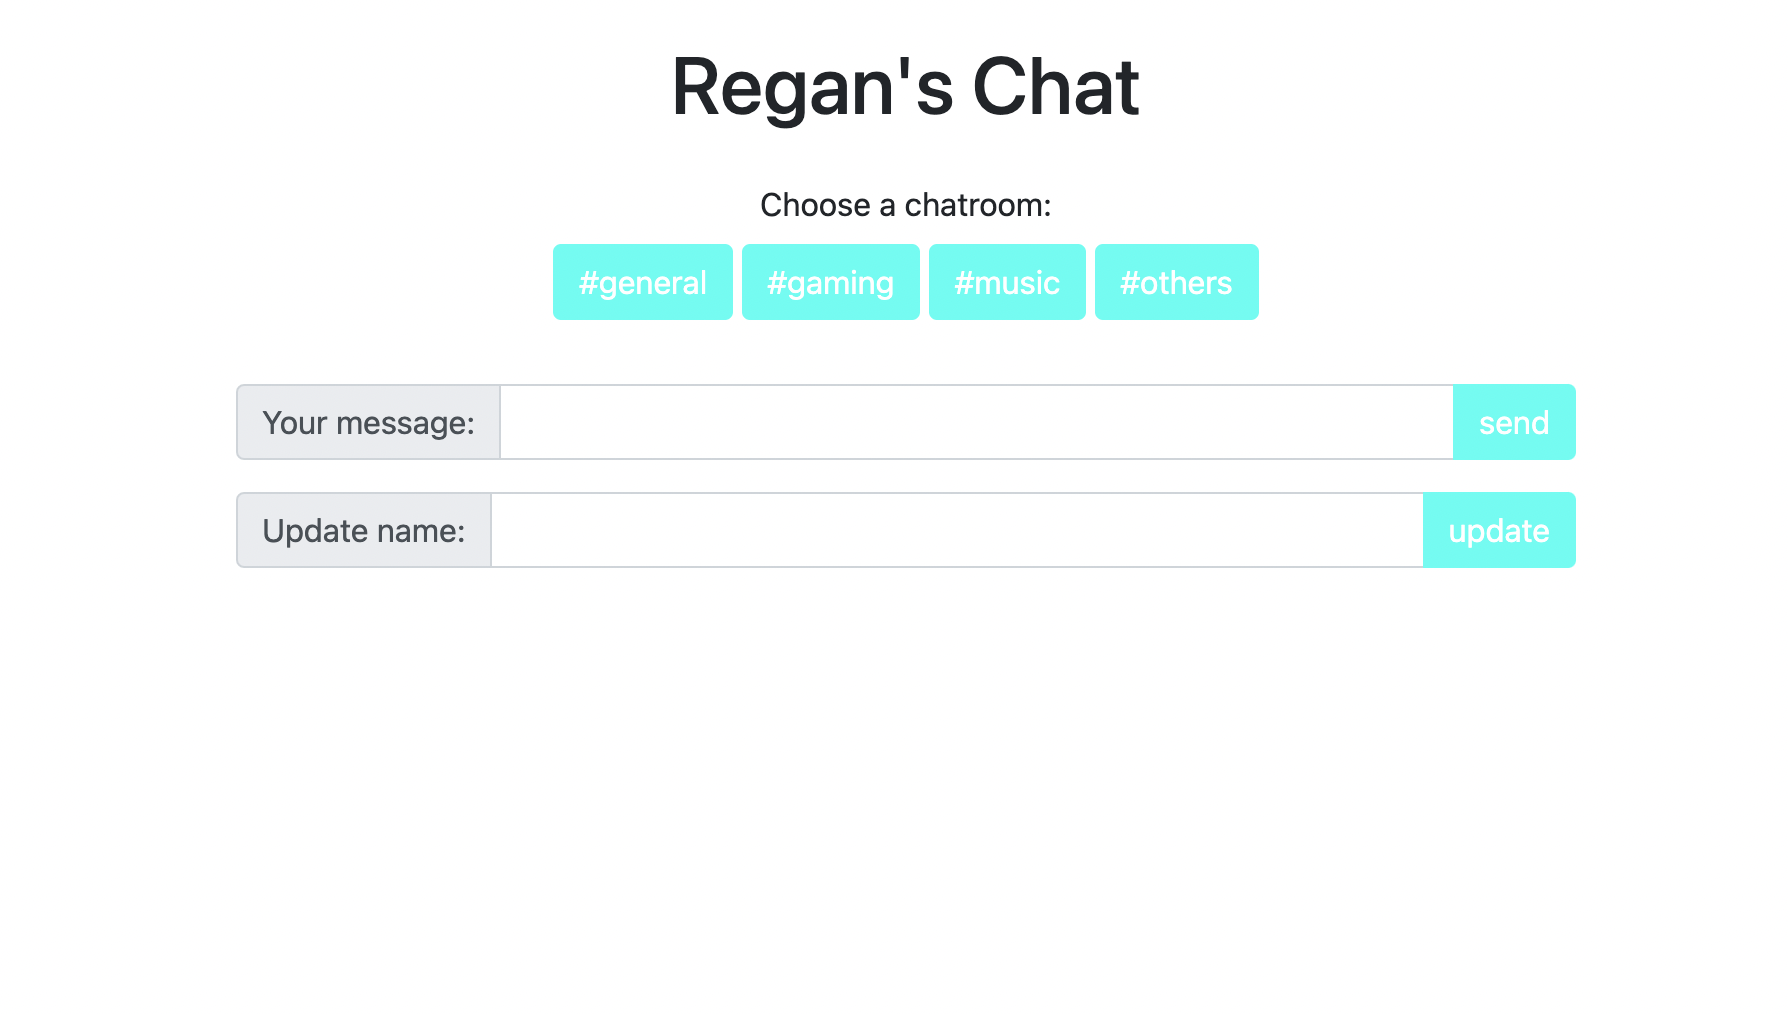 Regan's Chat
Choose a chatroom:
#general #gaming #music #others
Your message: send
Update name: update